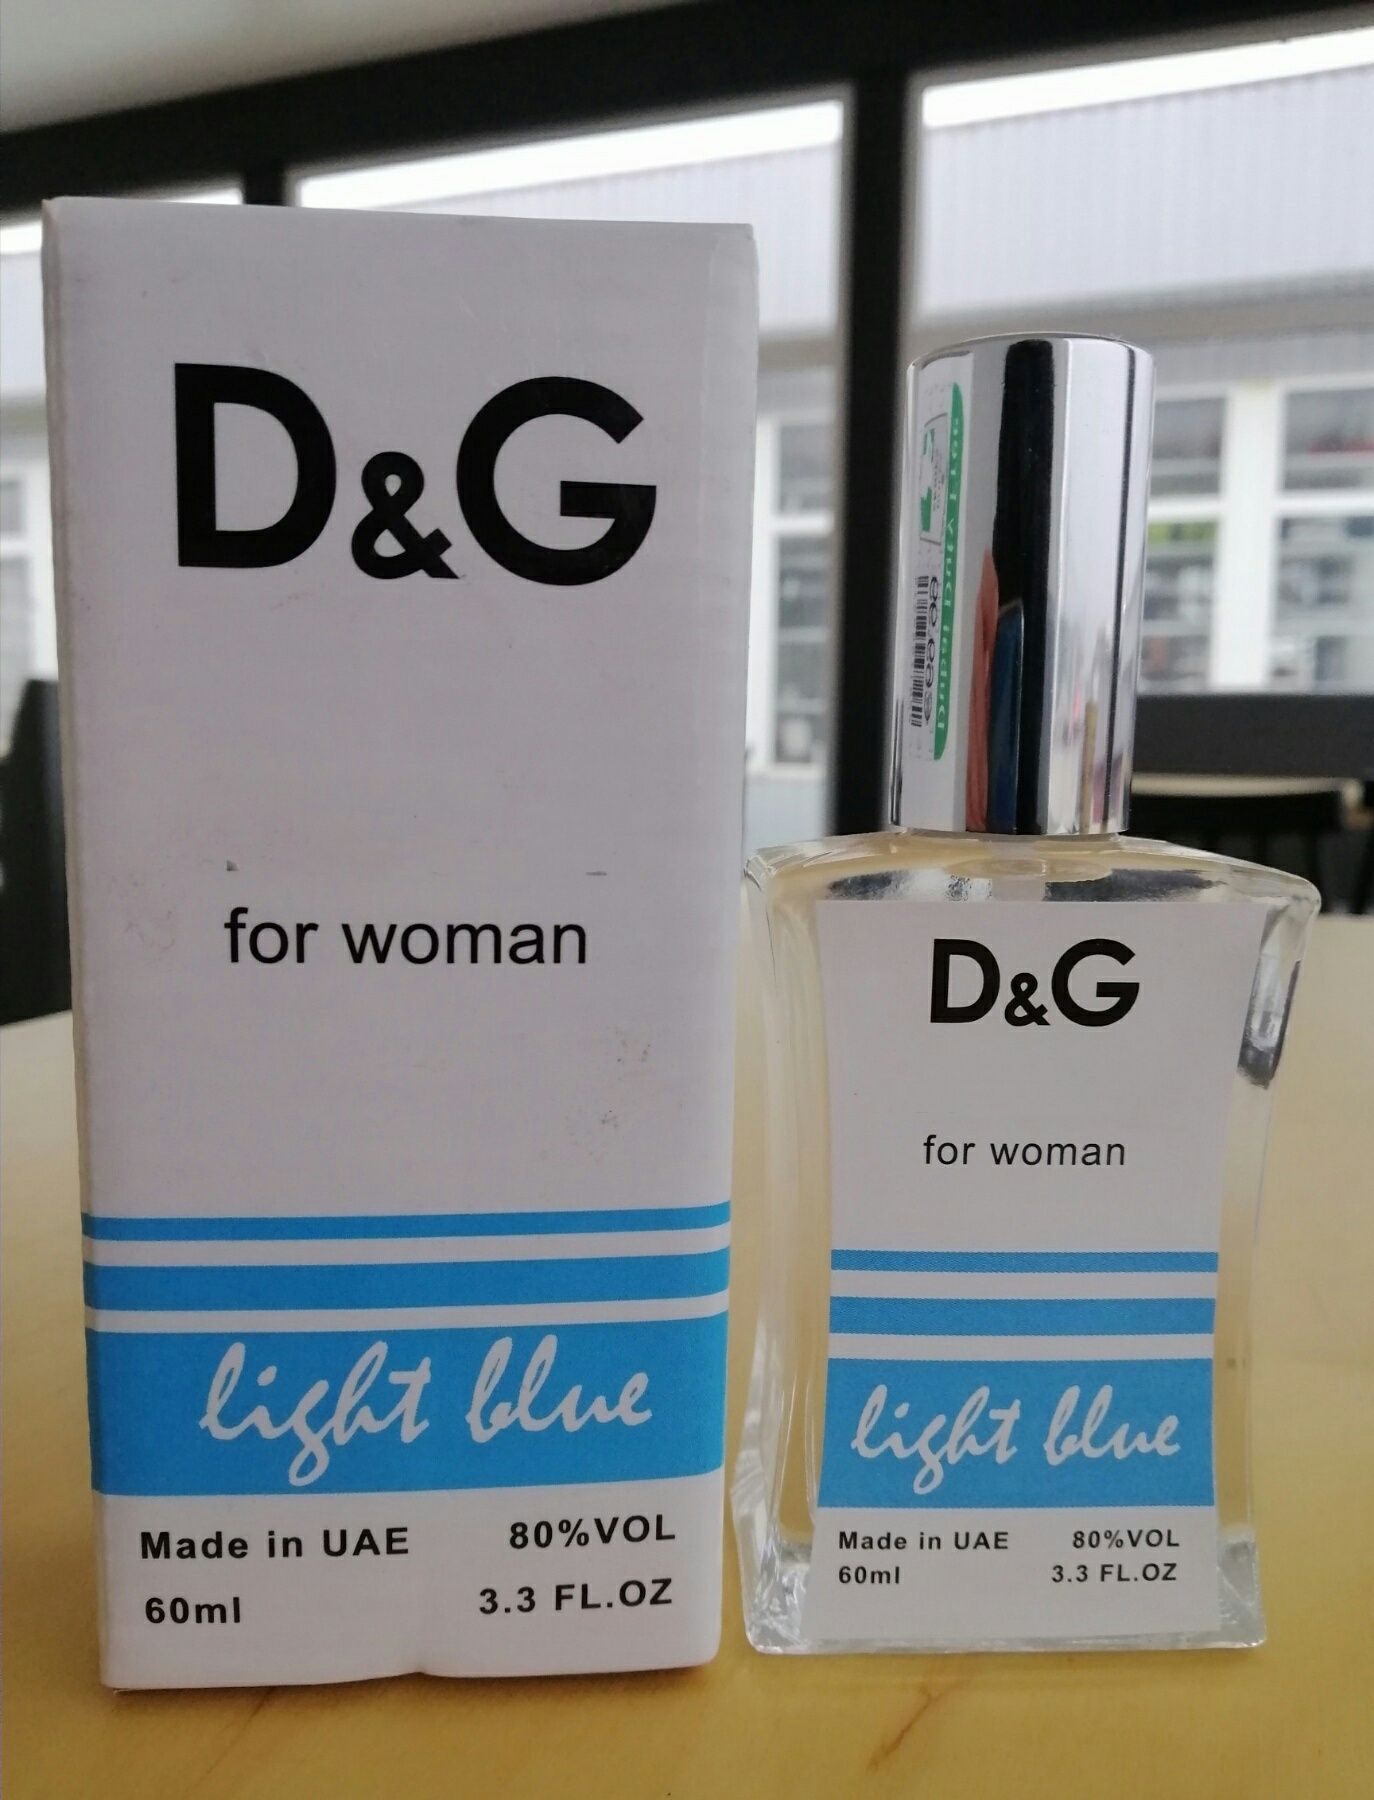 D&G
for woman
light blue
Made in UAE 80%VOL
60ml 3.3 FL.OZ
D&G
for woman
light blue
Made in UAE 80%VOL
60ml 3.3 FL.OZ